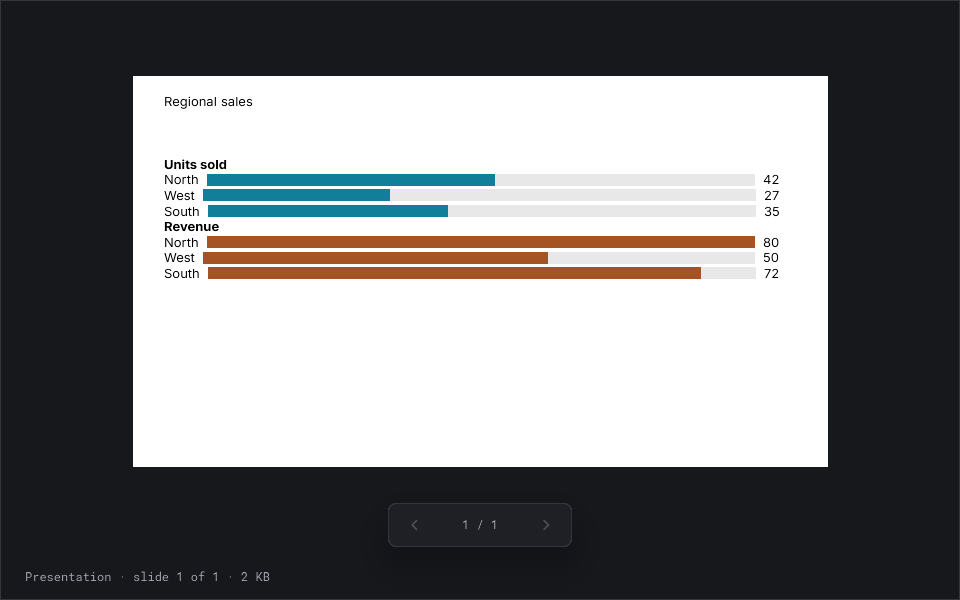 Regional sales
Units sold
North 42
West 27
South 35
Revenue
North 80
West 50
South 72
1 / 1
Presentation · slide 1 of 1 · 2 KB